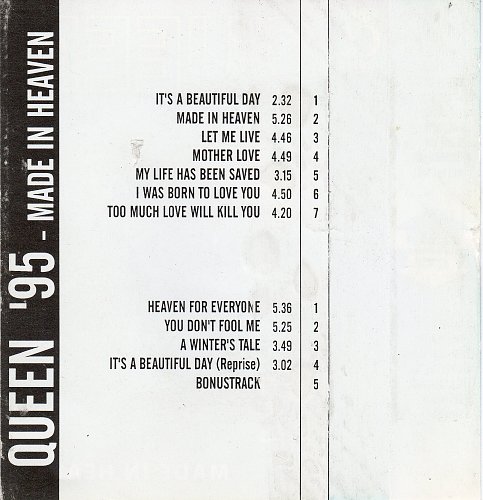 QUEEN '95 - MADE IN HEAVEN
IT'S A BEAUTIFUL DAY 2.32 1
MADE IN HEAVEN 5.26 2
LET ME LIVE 4.46 3
MOTHER LOVE 4.49 4
MY LIFE HAS BEEN SAVED 3.15 5
I WAS BORN TO LOVE YOU 4.50 6
TOO MUCH LOVE WILL KILL YOU 4.20 7
HEAVEN FOR EVERYONE 5.36 1
YOU DON'T FOOL ME 5.25 2
A WINTER'S TALE 3.49 3
IT'S A BEAUTIFUL DAY (Reprise) 3.02 4
BONUSTRACK 5